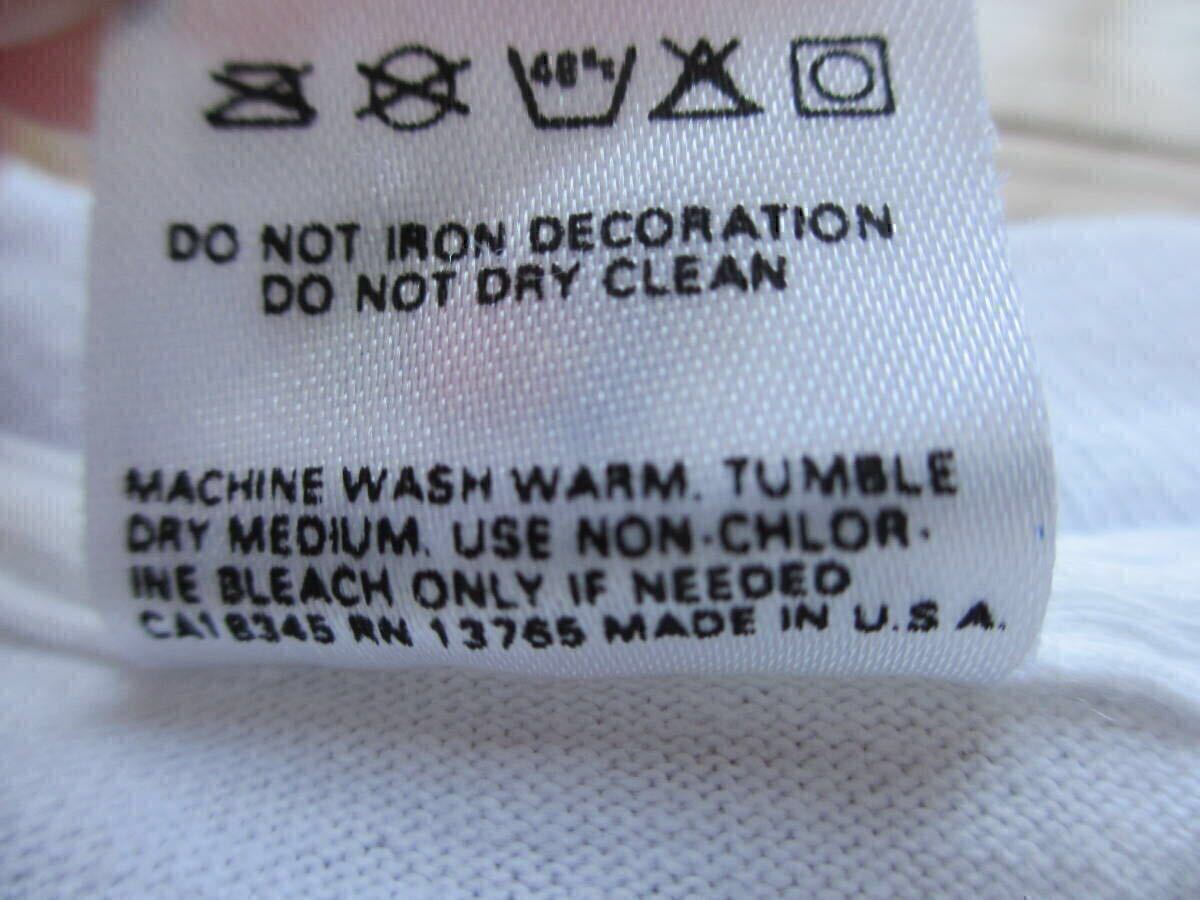 DO NOT IRON DECORATION
DO NOT DRY CLEAN
MACHINE WASH WARM. TUMBLE
DRY MEDIUM. USE NON-CHLOR-
INE BLEACH ONLY IF NEEDED
CA18345 RN 13765 MADE IN U.S.A.